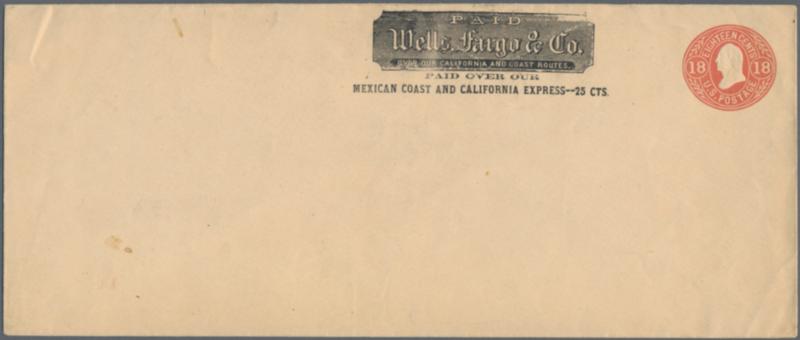 PAID
Wells, Fargo & Co.
OVER OUR CALIFORNIA AND COAST ROUTES.
PAID OVER OUR
MEXICAN COAST AND CALIFORNIA EXPRESS--25 CTS.
EIGHTEEN CENTS
18 18
U.S. POSTAGE